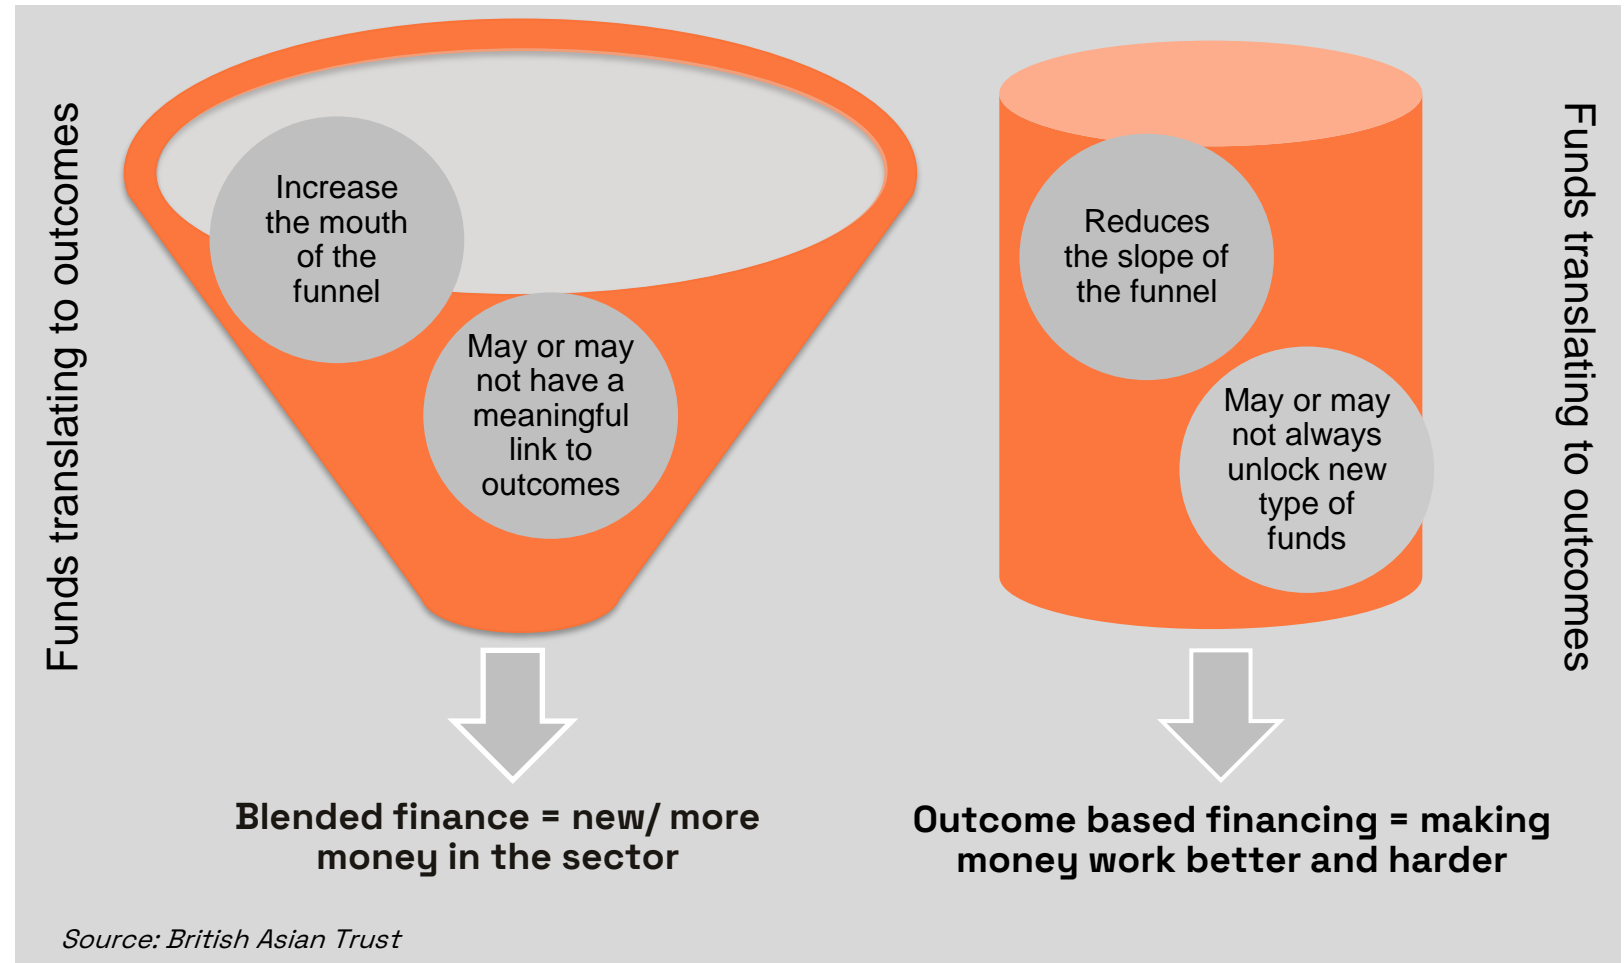 Funds translating to outcomes
Increase
the mouth
of the
funnel
May or may
not have a
meaningful
link to
outcomes
Blended finance = new/ more
money in the sector
Reduces
the slope of
the funnel
May or may
not always
unlock new
type of
funds
Outcome based financing = making
money work better and harder
Funds translating to outcomes
Source: British Asian Trust